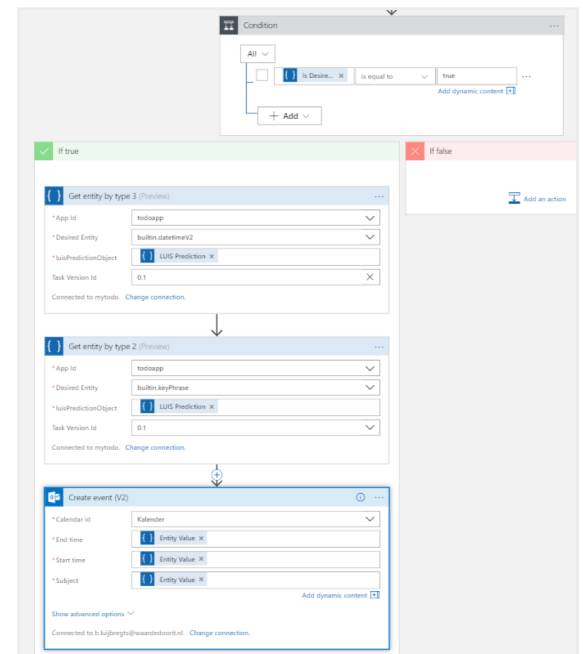 Condition
...
All
Is Desire... ×
is equal to
true
...
Add dynamic content
+ Add
If true
If false
Add an action
{ } Get entity by type 3 (Preview) ...
* App Id todoapp
* Desired Entity builtin.datetimeV2
* luisPredictionObject { } LUIS Prediction ×
Task Version Id 0.1
Connected to mytodo. Change connection.
{ } Get entity by type 2 (Preview) ...
* App Id todoapp
* Desired Entity builtin.keyPhrase
* luisPredictionObject { } LUIS Prediction ×
Task Version Id 0.1
Connected to mytodo. Change connection.
Create event (V2) ...
* Calendar id Kalender
* End time { } Entity Value ×
* Start time { } Entity Value ×
* Subject { } Entity Value ×
Add dynamic content
Show advanced options
Connected to b.luijbregts@waardedoorit.nl. Change connection.